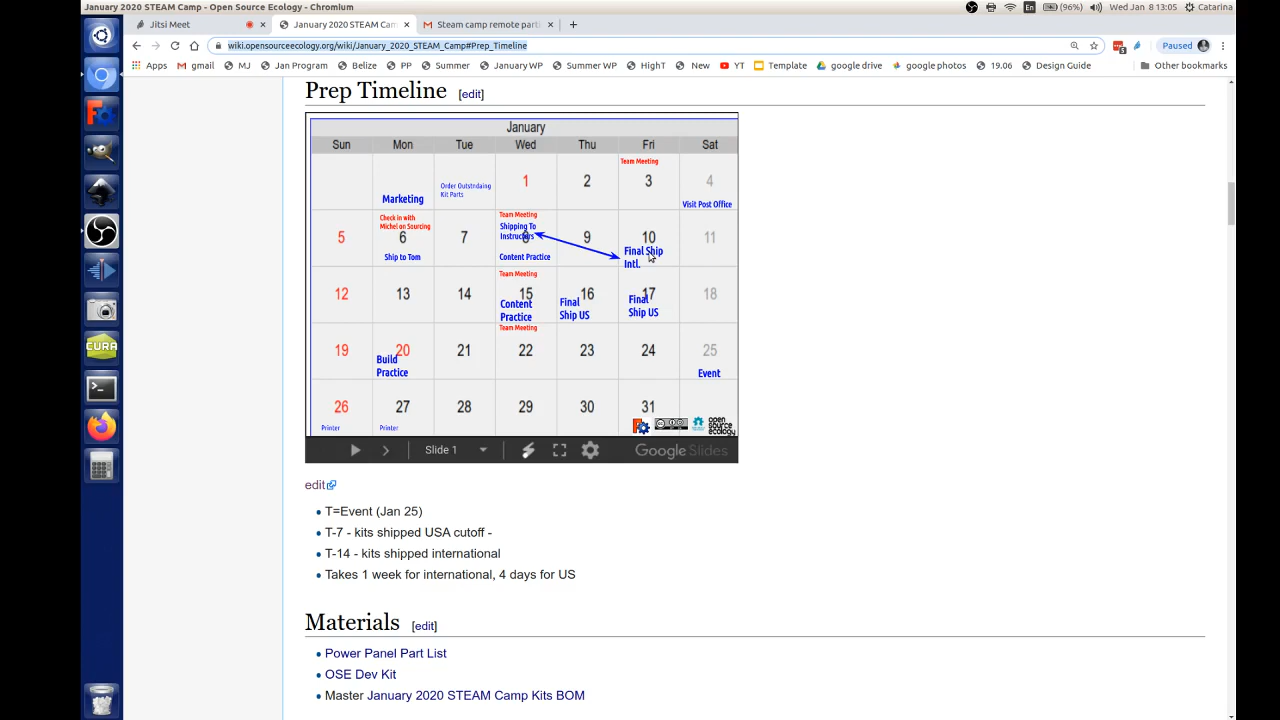 January 2020 STEAM Camp - Open Source Ecology - Chromium
En (96%) Wed Jan 8 13:05 Catarina
Jitsi Meet
January 2020 STEAM Cam
Steam camp remote parti
wiki.opensourceecology.org/wiki/January_2020_STEAM_Camp#Prep_Timeline
Paused
Apps gmail MJ Jan Program Belize PP Summer January WP Summer WP HighT New YT Template google drive google photos 19.06 Design Guide Other bookmarks
Prep Timeline [edit]
January
Sun Mon Tue Wed Thu Fri Sat
Team Meeting
1 2 3 4
Marketing
Order Outstrdaing
Kit Parts
Visit Post Office
Check in with
Michel on Sourcing
Team Meeting
Shipping To
Instructors
5 6 7 8 9 10 11
Ship to Tom
Content Practice
Final Ship
Intl.
Team Meeting
12 13 14 15 16 17 18
Content
Practice
Final
Ship US
Final
Ship US
Team Meeting
19 20 21 22 23 24 25
Build
Practice
Event
26 27 28 29 30 31
Printer Printer
open
source
ecology
Slide 1
Google Slides
edit
T=Event (Jan 25)
T-7 - kits shipped USA cutoff -
T-14 - kits shipped international
Takes 1 week for international, 4 days for US
Materials [edit]
Power Panel Part List
OSE Dev Kit
Master January 2020 STEAM Camp Kits BOM
CURA